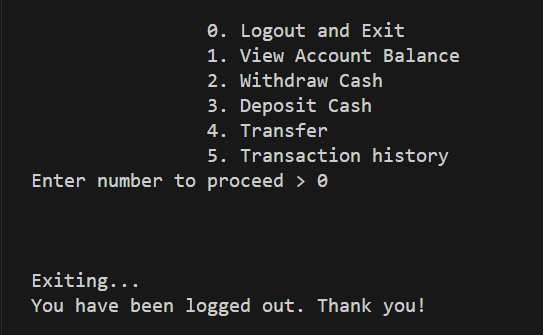 0. Logout and Exit
1. View Account Balance
2. Withdraw Cash
3. Deposit Cash
4. Transfer
5. Transaction history
Enter number to proceed > 0
Exiting...
You have been logged out. Thank you!